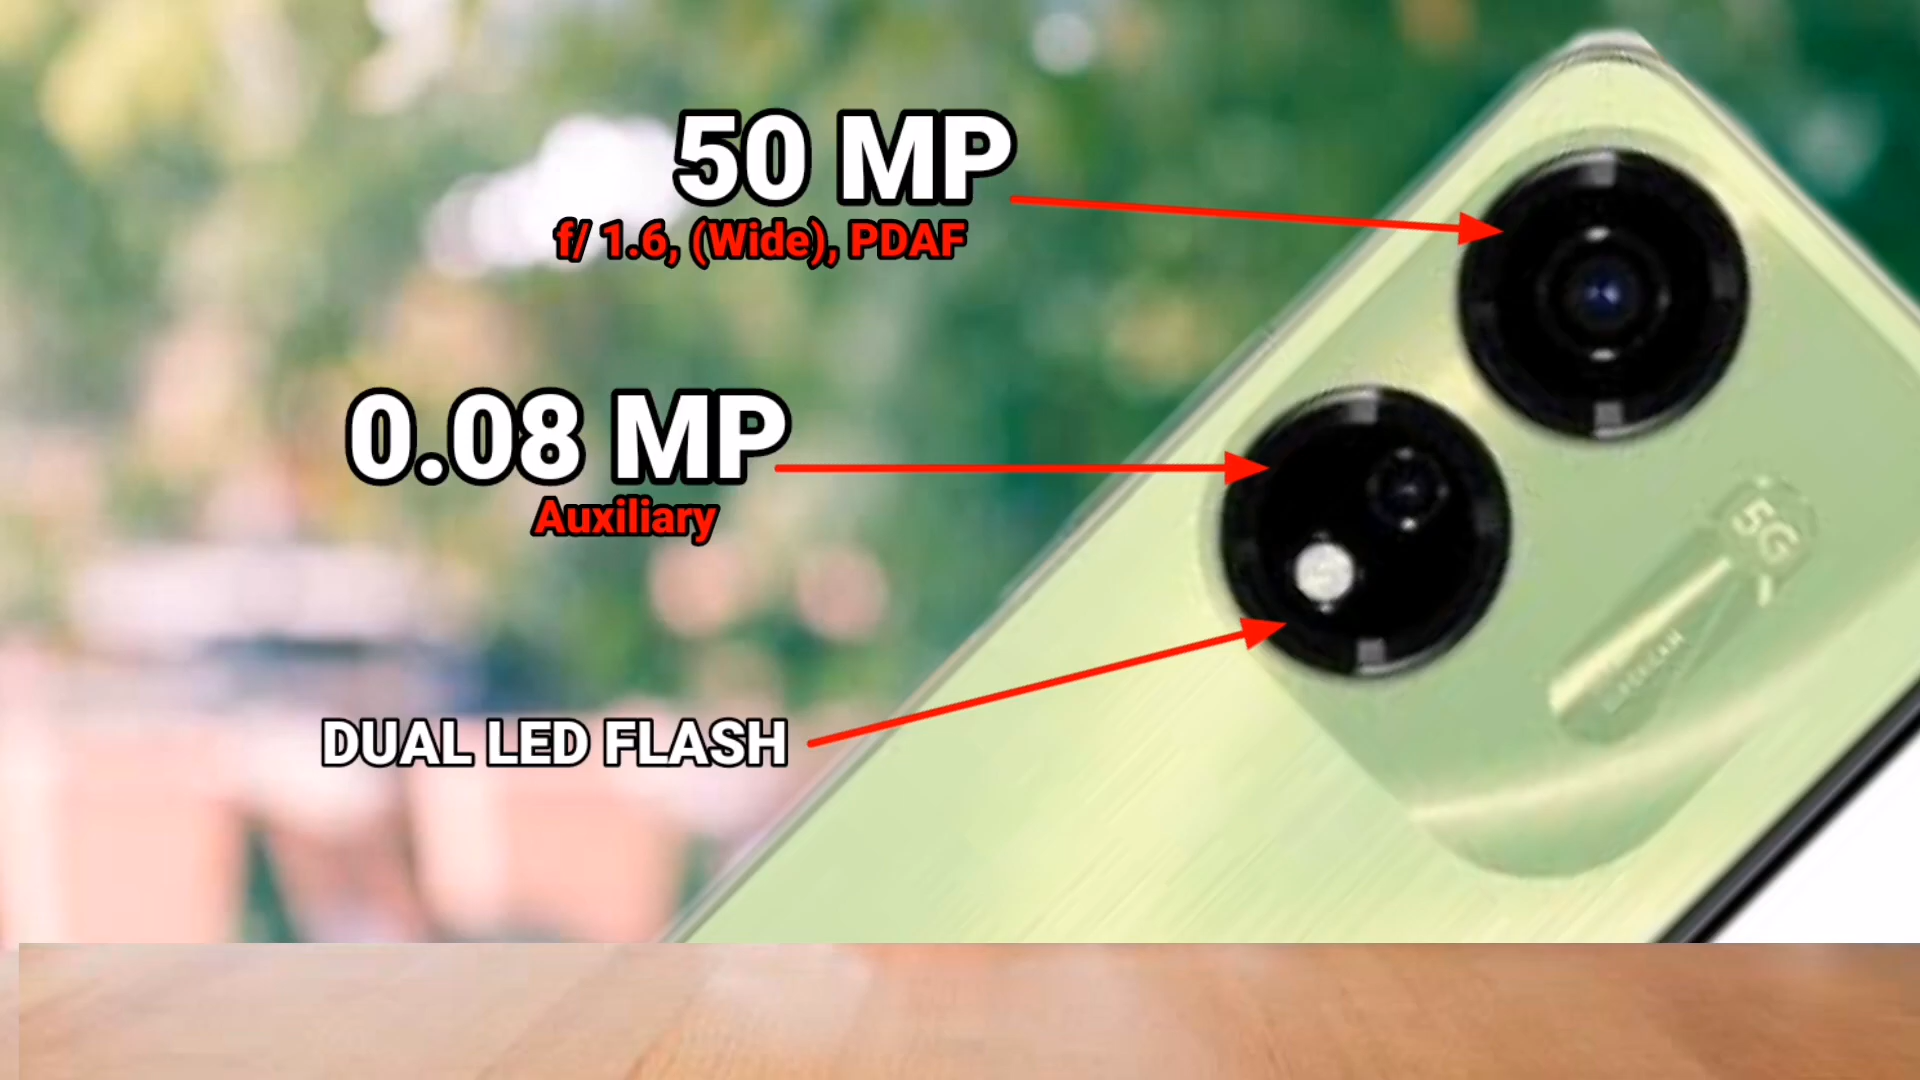 50 MP
f/ 1.6, (Wide), PDAF
0.08 MP
Auxiliary
DUAL LED FLASH
5G